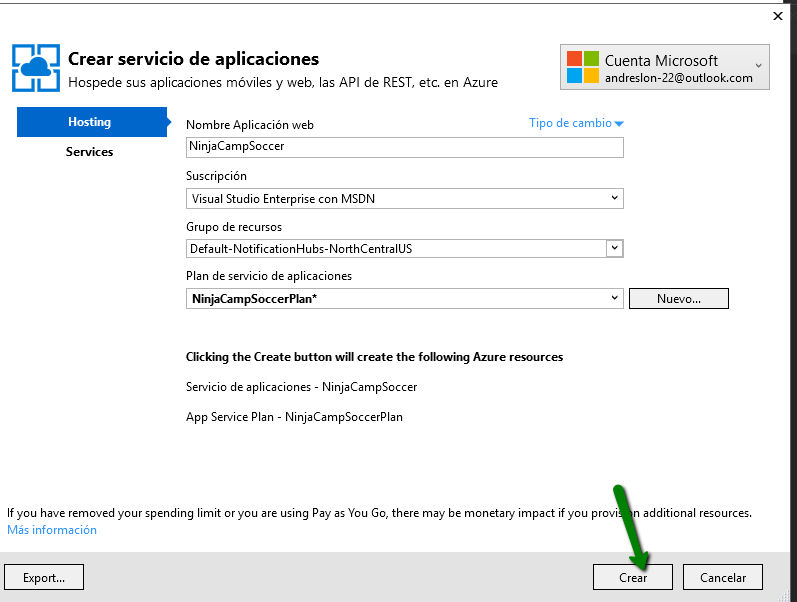 Crear servicio de aplicaciones
Hospede sus aplicaciones móviles y web, las API de REST, etc. en Azure
Cuenta Microsoft
andreslon-22@outlook.com
Hosting
Services
Nombre Aplicación web
Tipo de cambio
NinjaCampSoccer
Suscripción
Visual Studio Enterprise con MSDN
Grupo de recursos
Default-NotificationHubs-NorthCentralUS
Plan de servicio de aplicaciones
NinjaCampSoccerPlan*
Nuevo...
Clicking the Create button will create the following Azure resources
Servicio de aplicaciones - NinjaCampSoccer
App Service Plan - NinjaCampSoccerPlan
If you have removed your spending limit or you are using Pay as You Go, there may be monetary impact if you provision additional resources.
Más información
Export...
Crear
Cancelar